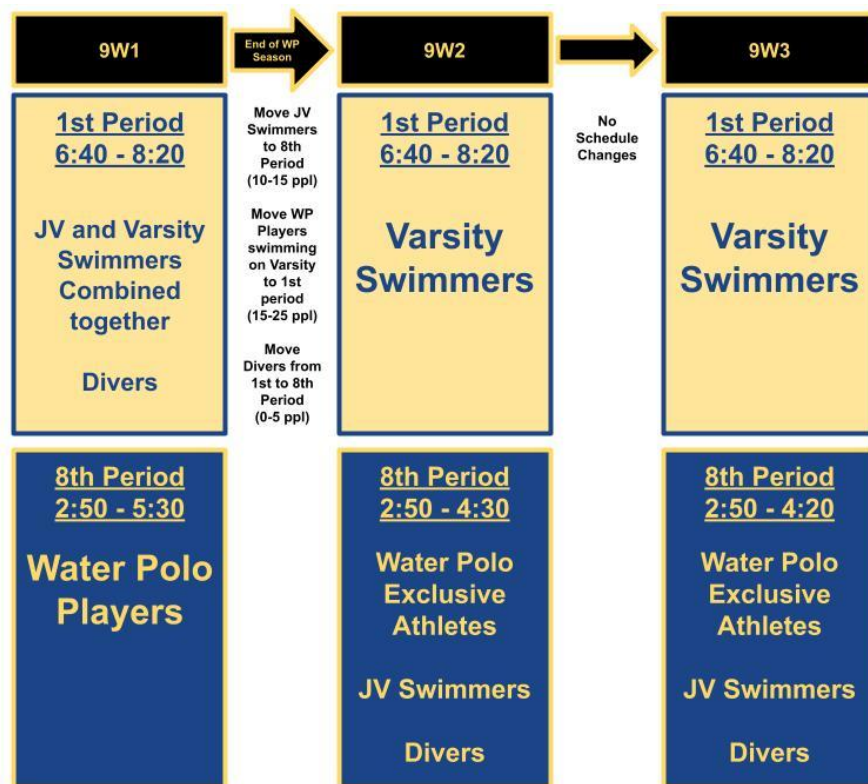 9W1
End of WP
Season
9W2
9W3
1st Period
6:40 - 8:20
JV and Varsity
Swimmers
Combined
together
Divers
Move JV
Swimmers
to 8th
Period
(10-15 ppl)
Move WP
Players
swimming
on Varsity
to 1st
period
(15-25 ppl)
Move
Divers from
1st to 8th
Period
(0-5 ppl)
1st Period
6:40 - 8:20
Varsity
Swimmers
No
Schedule
Changes
1st Period
6:40 - 8:20
Varsity
Swimmers
8th Period
2:50 - 5:30
Water Polo
Players
8th Period
2:50 - 4:30
Water Polo
Exclusive
Athletes
JV Swimmers
Divers
8th Period
2:50 - 4:20
Water Polo
Exclusive
Athletes
JV Swimmers
Divers